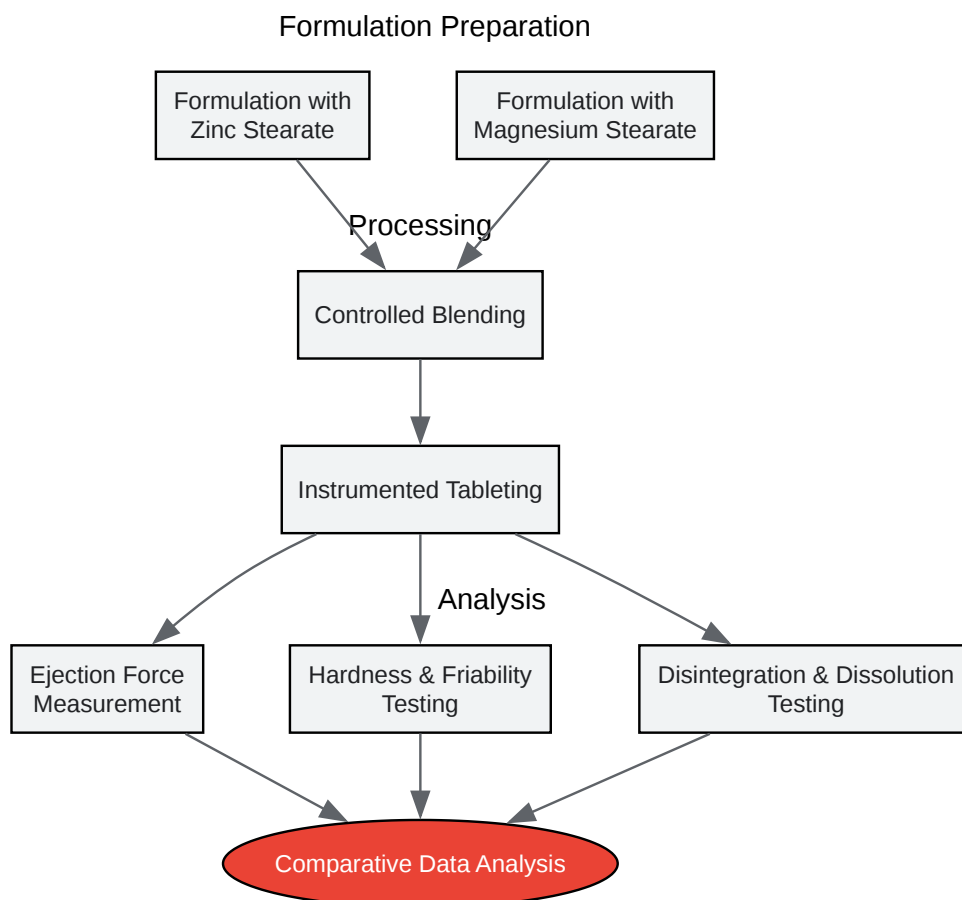 Formulation Preparation
Formulation with
Zinc Stearate
Formulation with
Magnesium Stearate
Processing
Controlled Blending
Instrumented Tableting
Analysis
Ejection Force
Measurement
Hardness & Friability
Testing
Disintegration & Dissolution
Testing
Comparative Data Analysis